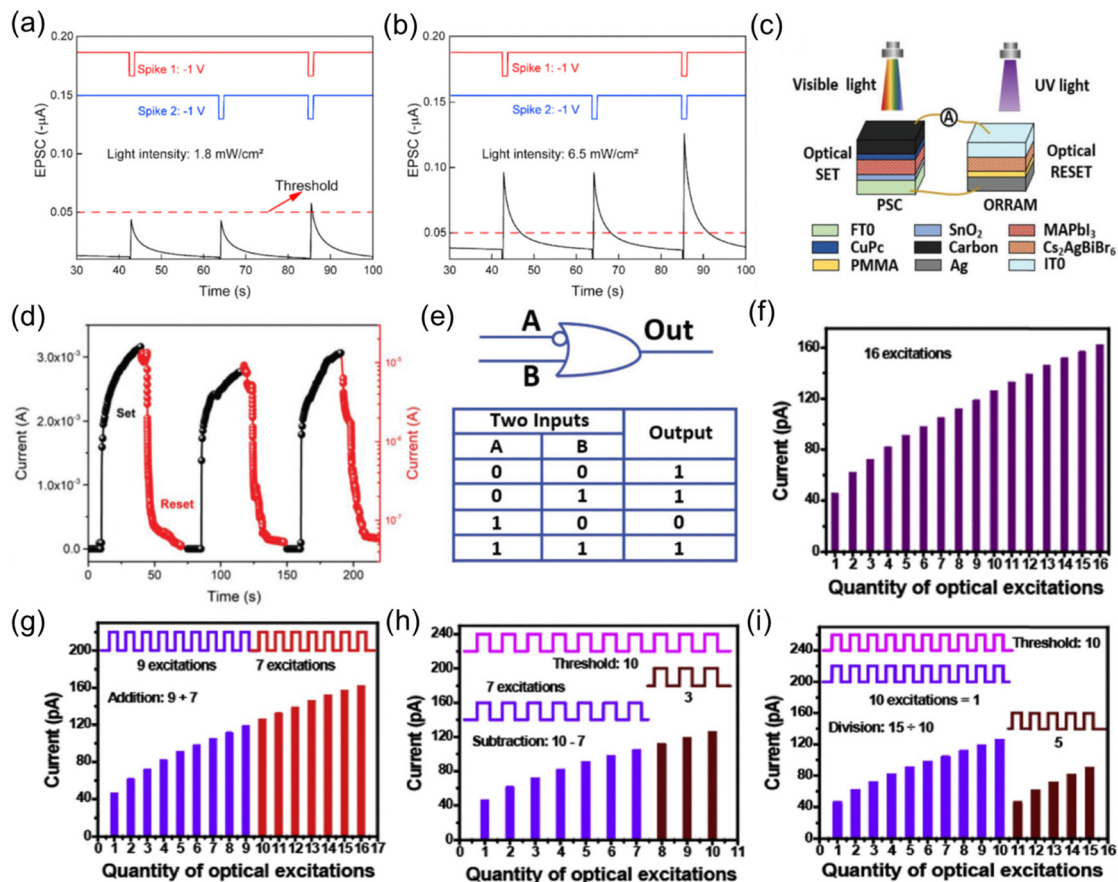 (a)
0.20
0.15
0.10
0.05
EPSC (-µA)
Spike 1: -1 V
Spike 2: -1 V
Light intensity: 1.8 mW/cm²
Threshold
30 40 50 60 70 80 90 100
Time (s)
(b)
0.20
0.15
0.10
0.05
EPSC (-µA)
Spike 1: -1 V
Spike 2: -1 V
Light intensity: 6.5 mW/cm²
30 40 50 60 70 80 90 100
Time (s)
(c)
Visible light
UV light
A
Optical SET
Optical RESET
PSC
ORRAM
FT0 SnO₂ MAPbI₃
CuPc Carbon Cs₂AgBiBr₆
PMMA Ag IT0
(d)
3.0×10⁻³
2.0×10⁻³
1.0×10⁻³
0.0
Current (A)
Set
Reset
10⁻⁵
10⁻⁶
10⁻⁷
Current (A)
0 50 100 150 200
Time (s)
(e)
A
B
Out
Two Inputs Output
A B
0 0 1
0 1 1
1 0 0
1 1 1
(f)
160
120
80
40
0
Current (pA)
16 excitations
1 2 3 4 5 6 7 8 9 10 11 12 13 14 15 16
Quantity of optical excitations
(g)
200
160
120
80
40
0
Current (pA)
9 excitations 7 excitations
Addition: 9 + 7
0 1 2 3 4 5 6 7 8 9 10 11 12 13 14 15 16 17
Quantity of optical excitations
(h)
240
200
160
120
80
40
0
Current (pA)
Threshold: 10
7 excitations
3
Subtraction: 10 - 7
0 1 2 3 4 5 6 7 8 9 10 11
Quantity of optical excitations
(i)
240
200
160
120
80
40
0
Current (pA)
Threshold: 10
10 excitations = 1
Division: 15 ÷ 10
5
0 1 2 3 4 5 6 7 8 9 10 11 12 13 14 15 16
Quantity of optical excitations